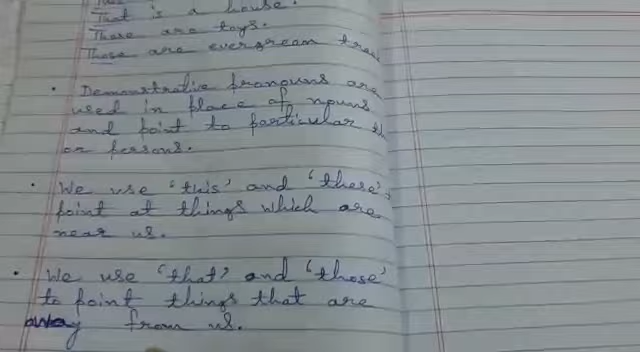 That is a house.
These are toys.
Those are evergream trees
• Demonstrative pronouns are
used in place of nouns
and point to particular
or persons.
• We use 'this' and 'these'
point at things which are
near us.
• We use 'that' and 'those'
to point things that are
away from us.